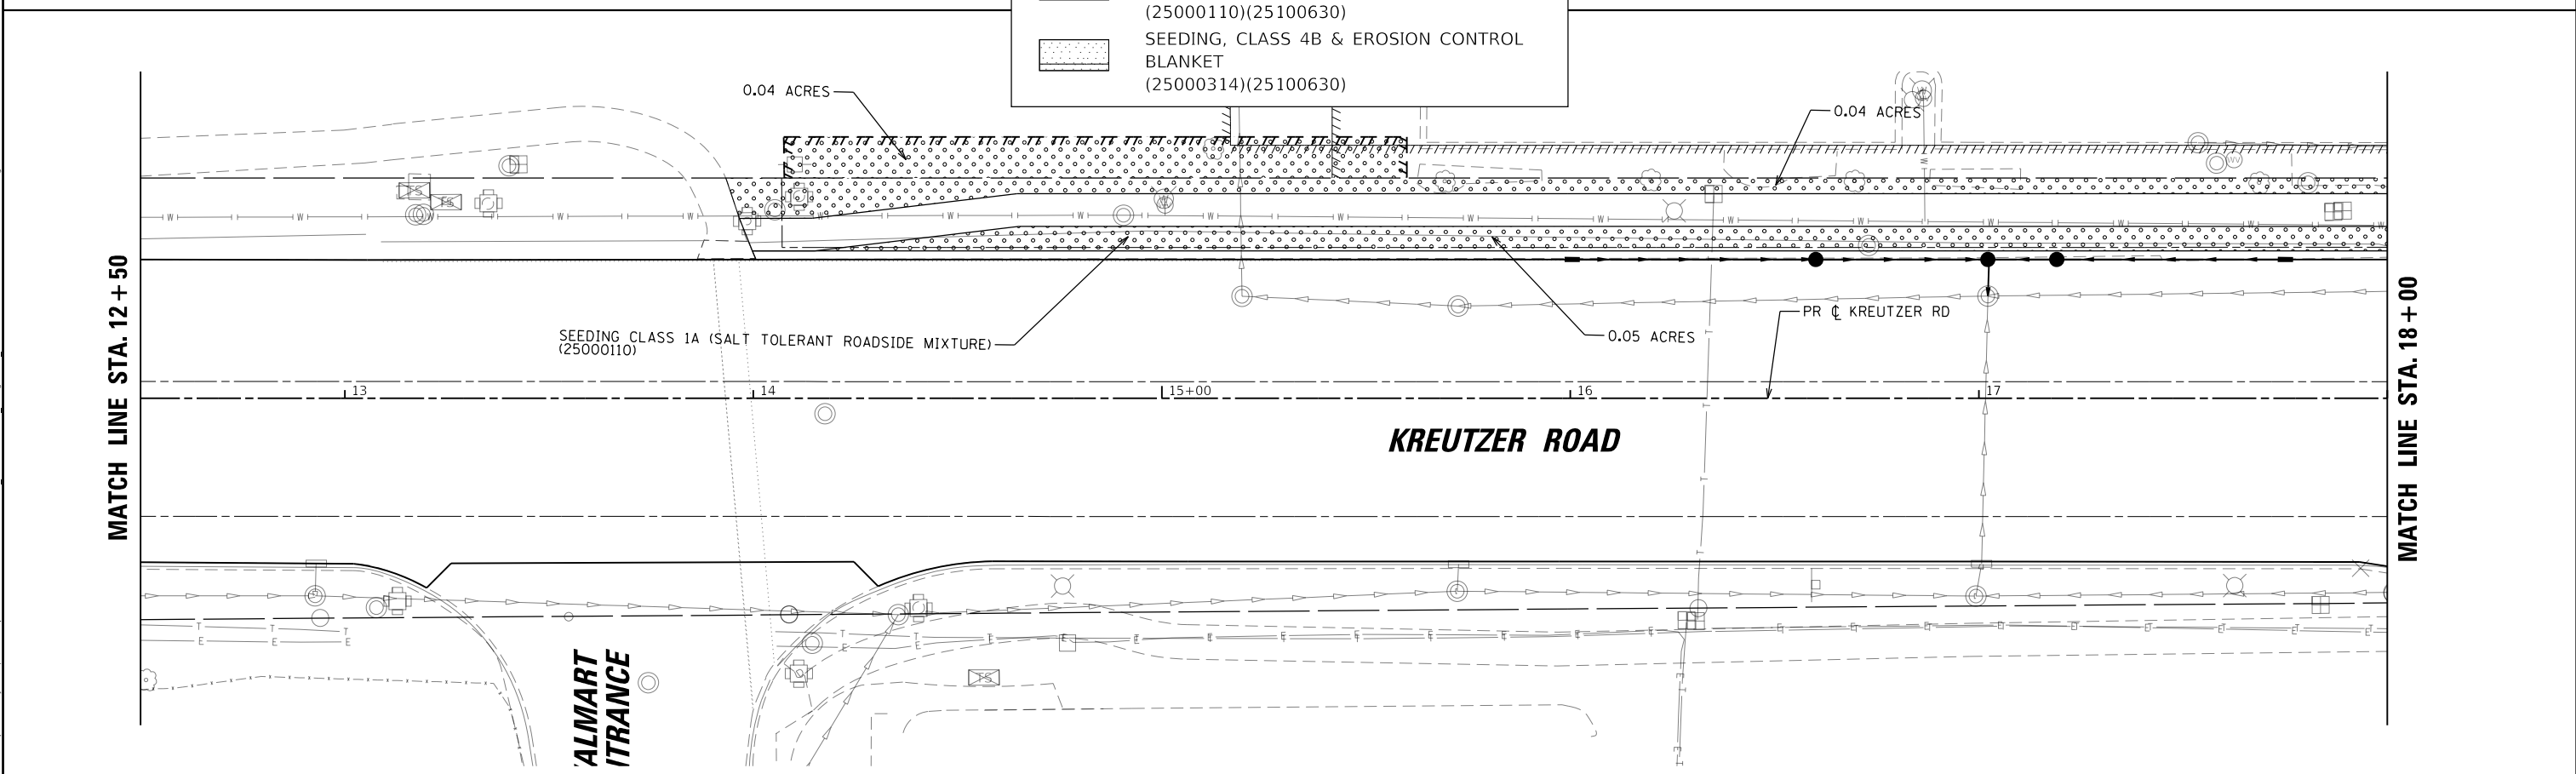 (25000110)(25100630)
SEEDING, CLASS 4B & EROSION CONTROL
BLANKET
(25000314)(25100630)
0.04 ACRES
0.04 ACRES
MATCH LINE STA. 12+50
MATCH LINE STA. 18+00
SEEDING CLASS 1A (SALT TOLERANT ROADSIDE MIXTURE)
(25000110)
0.05 ACRES
PR ℄ KREUTZER RD
13
14
15+00
16
17
KREUTZER ROAD
ALMART
NTRANCE